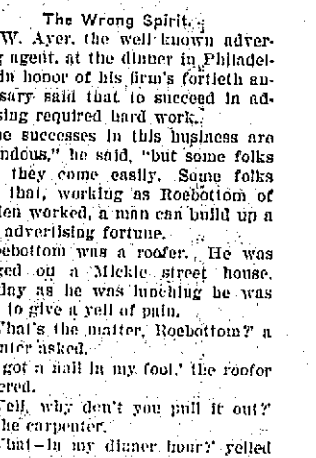 The Wrong Spirit.
W. Ayer, the well known adver-
g agent, at the dinner in Philadel-
in honor of his firm's fortieth an-
sary said that to succeed in ad-
sing required hard work.
e successes in this business are
ndous," he said, "but some folks
they come easily. Some folks
that, working as Roebottom of
en worked, a man can build up a
advertising fortune.
oebottom was a roofer. He was
ged on a Mickle street house.
day as he was lunching he was
to give a yell of pain.
What's the matter, Roebottom?' a
nter asked.
got a nail in my foot,' the roofer
ered.
ell, why don't you pull it out?'
he carpenter.
What—in my dinner hour?' yelled